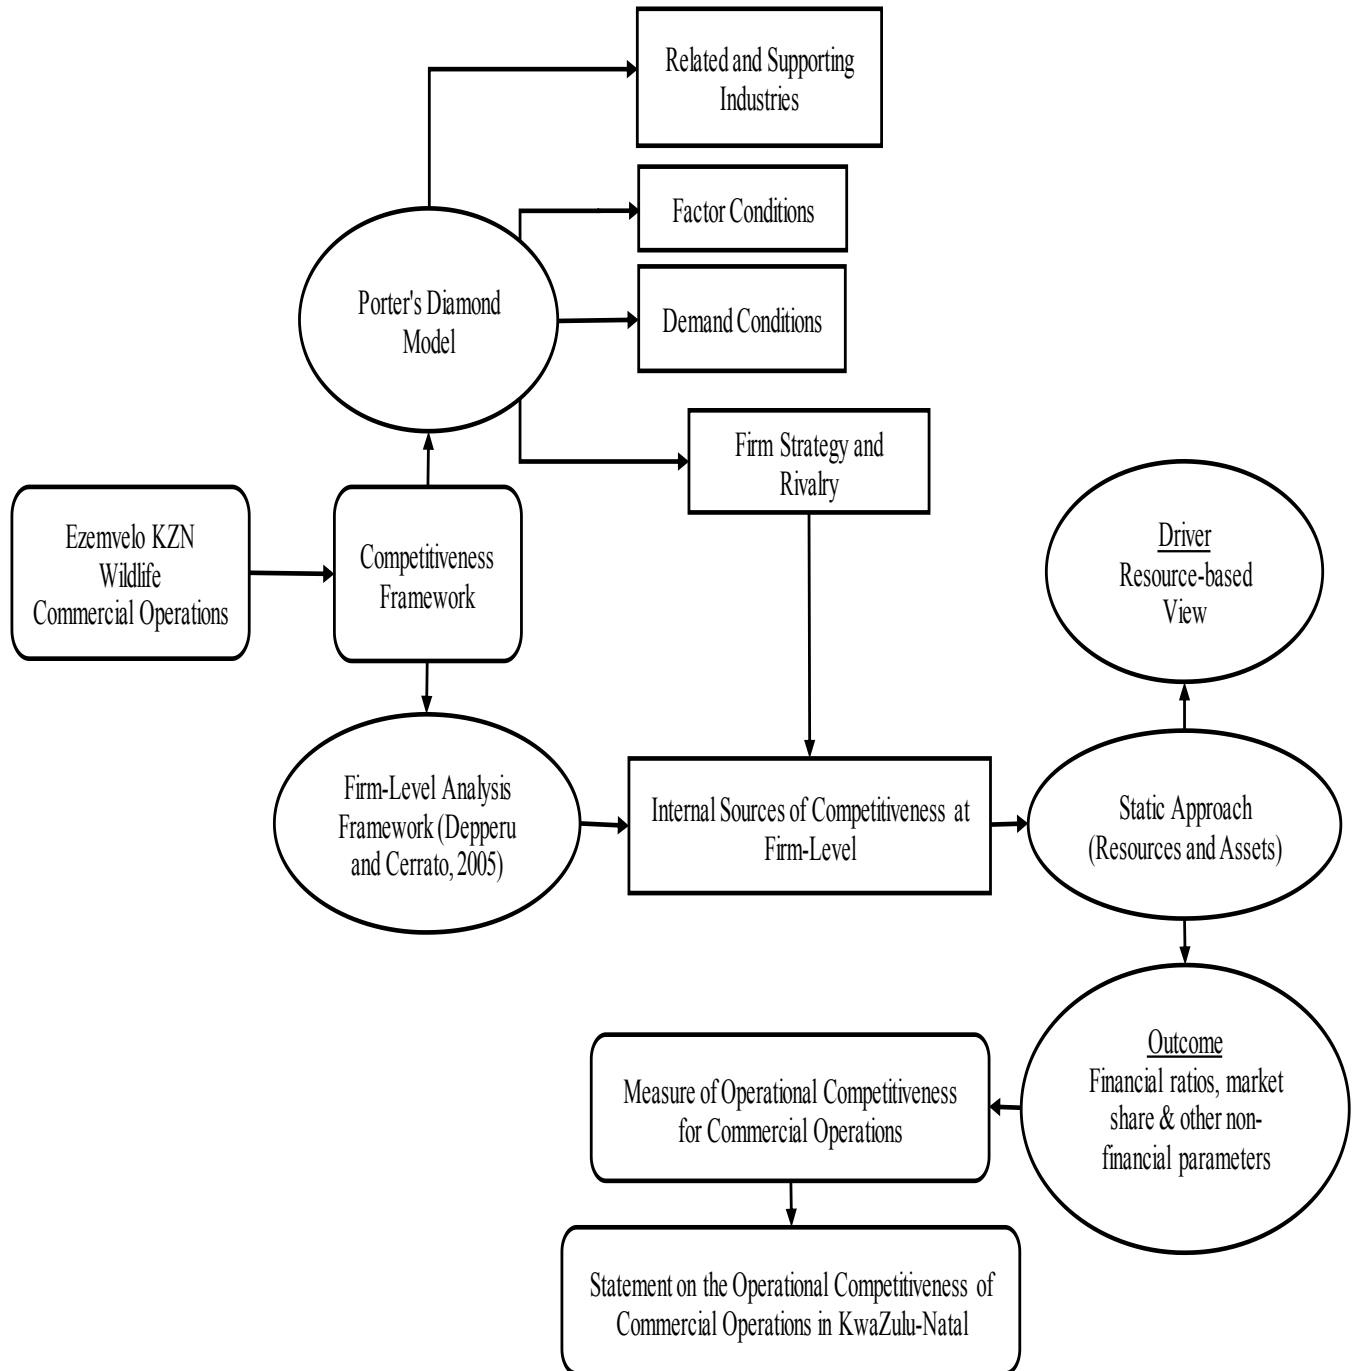 Related and Supporting
Industries
Factor Conditions
Porter's Diamond
Model
Demand Conditions
Firm Strategy and
Rivalry
Ezemvelo KZN
Wildlife
Commercial Operations
Competitiveness
Framework
Driver
Resource-based
View
Firm-Level Analysis
Framework (Depperu
and Cerrato, 2005)
Internal Sources of Competitiveness at
Firm-Level
Static Approach
(Resources and Assets)
Outcome
Financial ratios, market
share & other non-
financial parameters
Measure of Operational Competitiveness
for Commercial Operations
Statement on the Operational Competitiveness of
Commercial Operations in KwaZulu-Natal